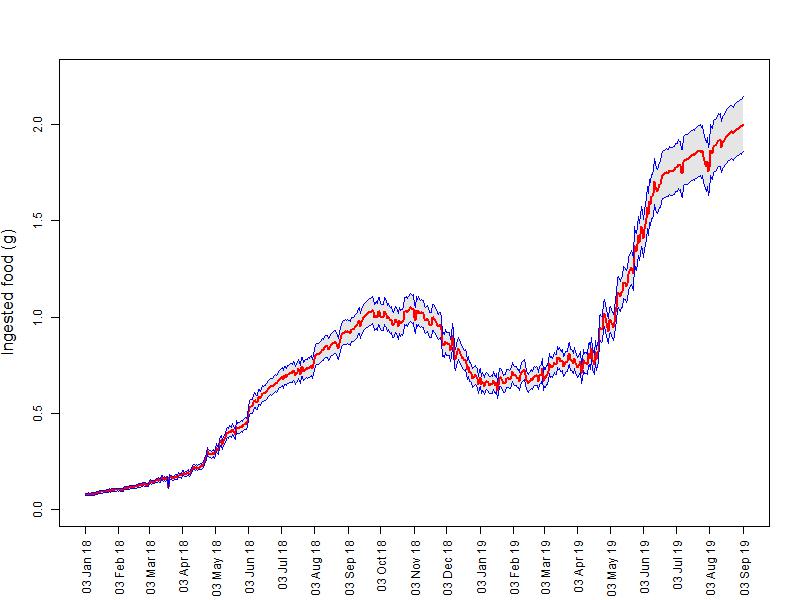 Ingested food (g)
2.0
1.5
1.0
0.5
0.0
03 Jan 18
03 Feb 18
03 Mar 18
03 Apr 18
03 May 18
03 Jun 18
03 Jul 18
03 Aug 18
03 Sep 18
03 Oct 18
03 Nov 18
03 Dec 18
03 Jan 19
03 Feb 19
03 Mar 19
03 Apr 19
03 May 19
03 Jun 19
03 Jul 19
03 Aug 19
03 Sep 19